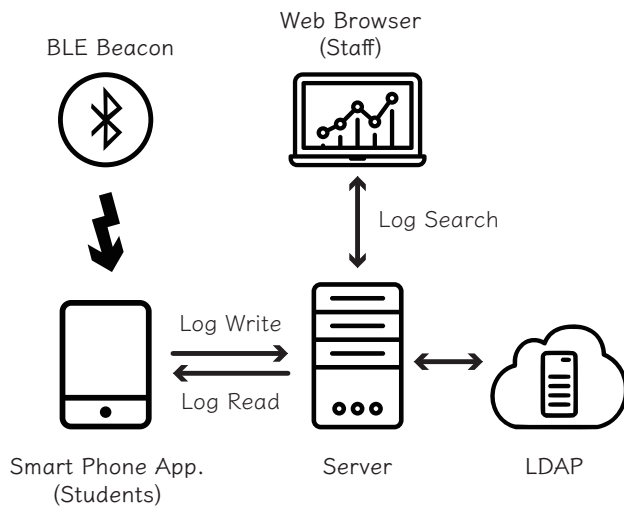 Web Browser
(Staff)
BLE Beacon
Log Search
Log Write
Log Read
Smart Phone App.
(Students)
Server
LDAP